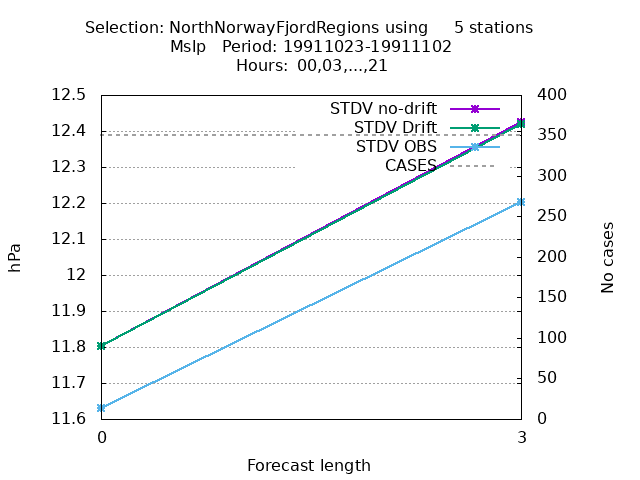 Selection: NorthNorwayFjordRegions using 5 stations
Mslp Period: 19911023-19911102
Hours: 00,03,...,21
STDV no-drift
STDV Drift
STDV OBS
CASES
12.5
12.4
12.3
12.2
12.1
12
11.9
11.8
11.7
11.6
400
350
300
250
200
150
100
50
0
hPa
No cases
0 3
Forecast length